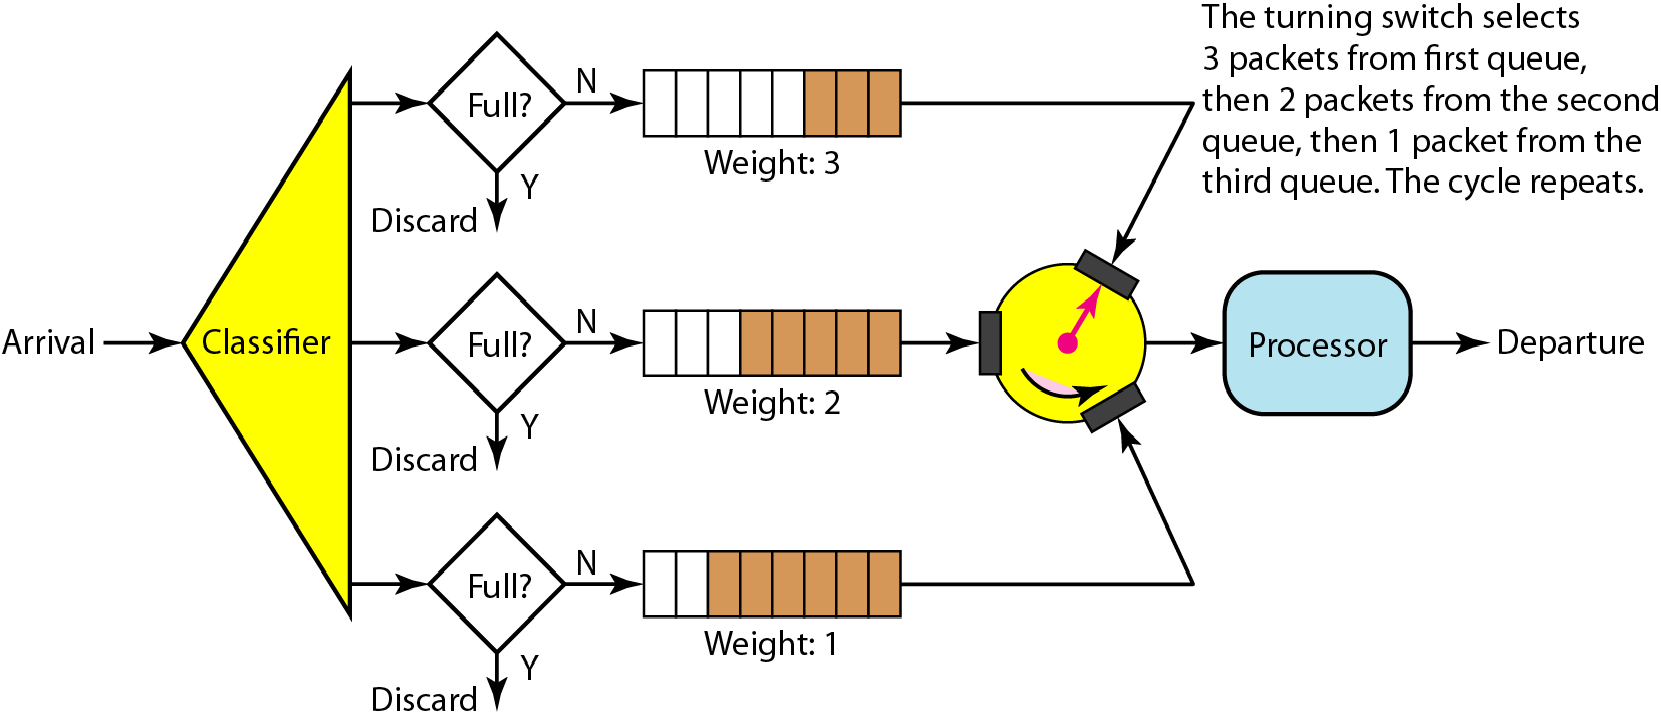 The turning switch selects
3 packets from first queue,
then 2 packets from the second
queue, then 1 packet from the
third queue. The cycle repeats.
Full?
N
Weight: 3
Y
Discard
Arrival
Classifier
Full?
N
Weight: 2
Y
Discard
Processor
Departure
Full?
N
Weight: 1
Y
Discard